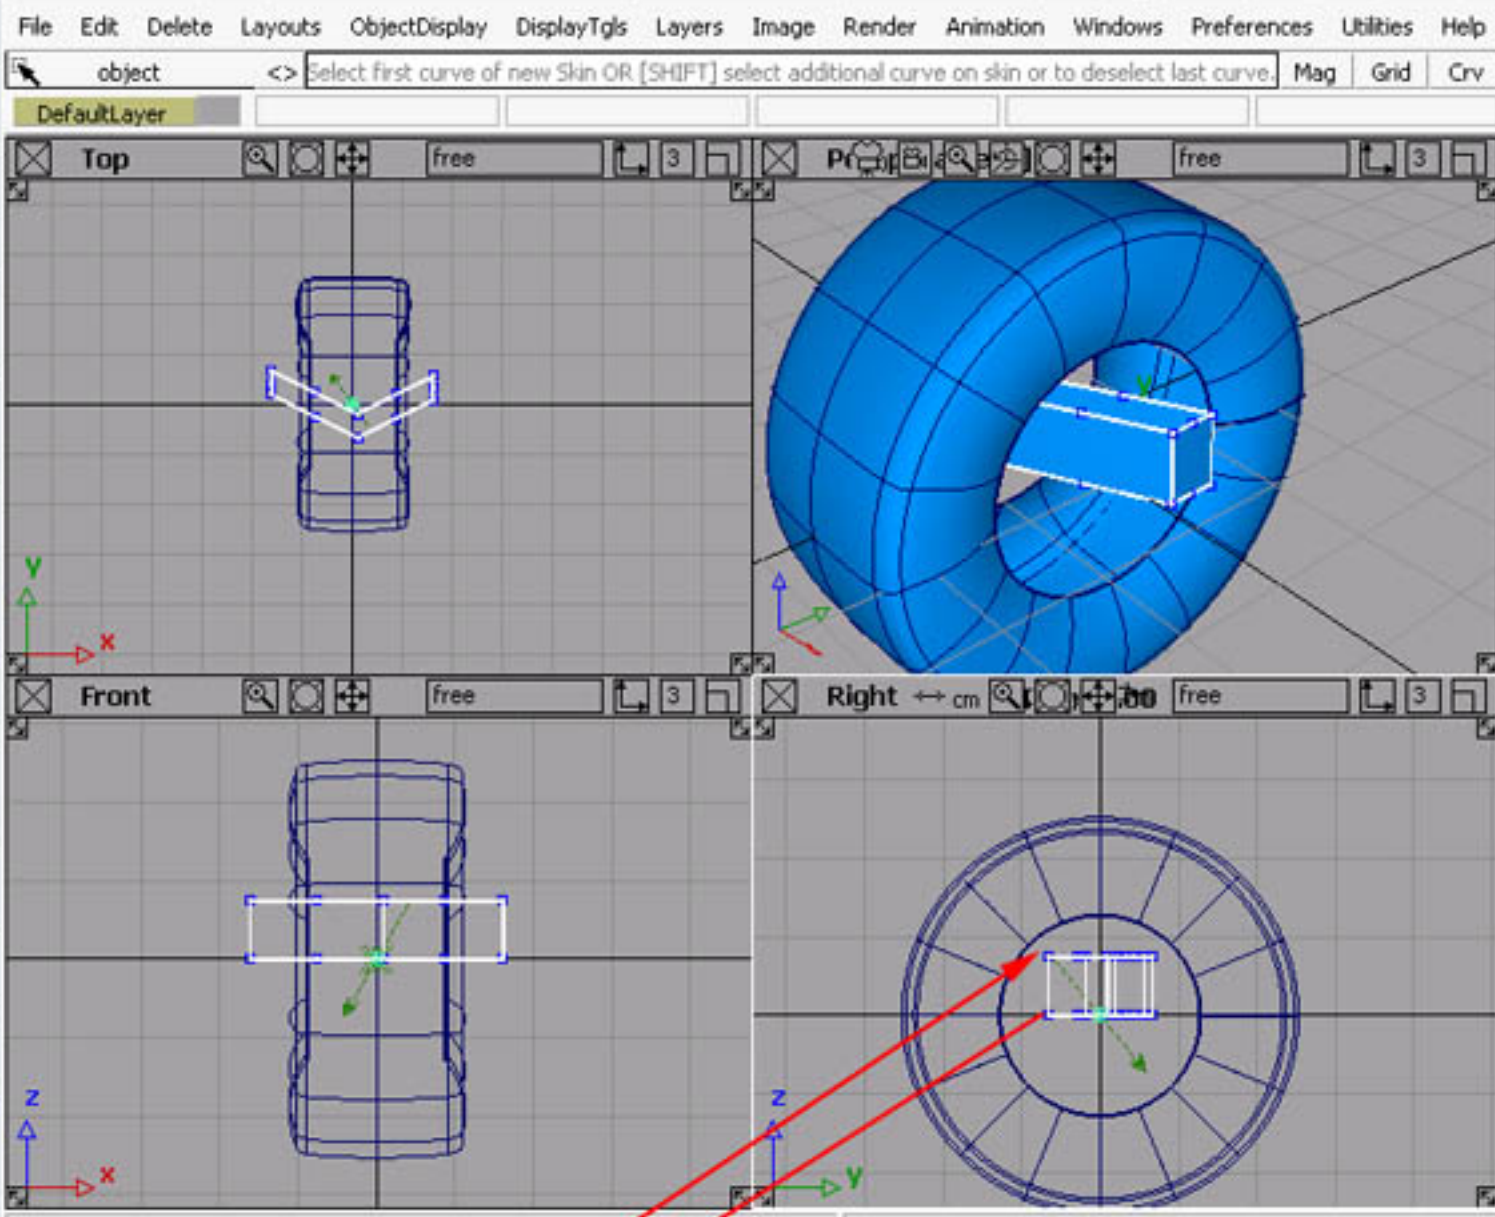 File Edit Delete Layouts ObjectDisplay DisplayTgls Layers Image Render Animation Windows Preferences Utilities Help
object <> Select first curve of new Skin OR [SHIFT] select additional curve on skin or to deselect last curve. Mag Grid Crv
DefaultLayer
Top free 3
free 3
y
x
y
Front free 3
Right cm free 3
z
x
z
y